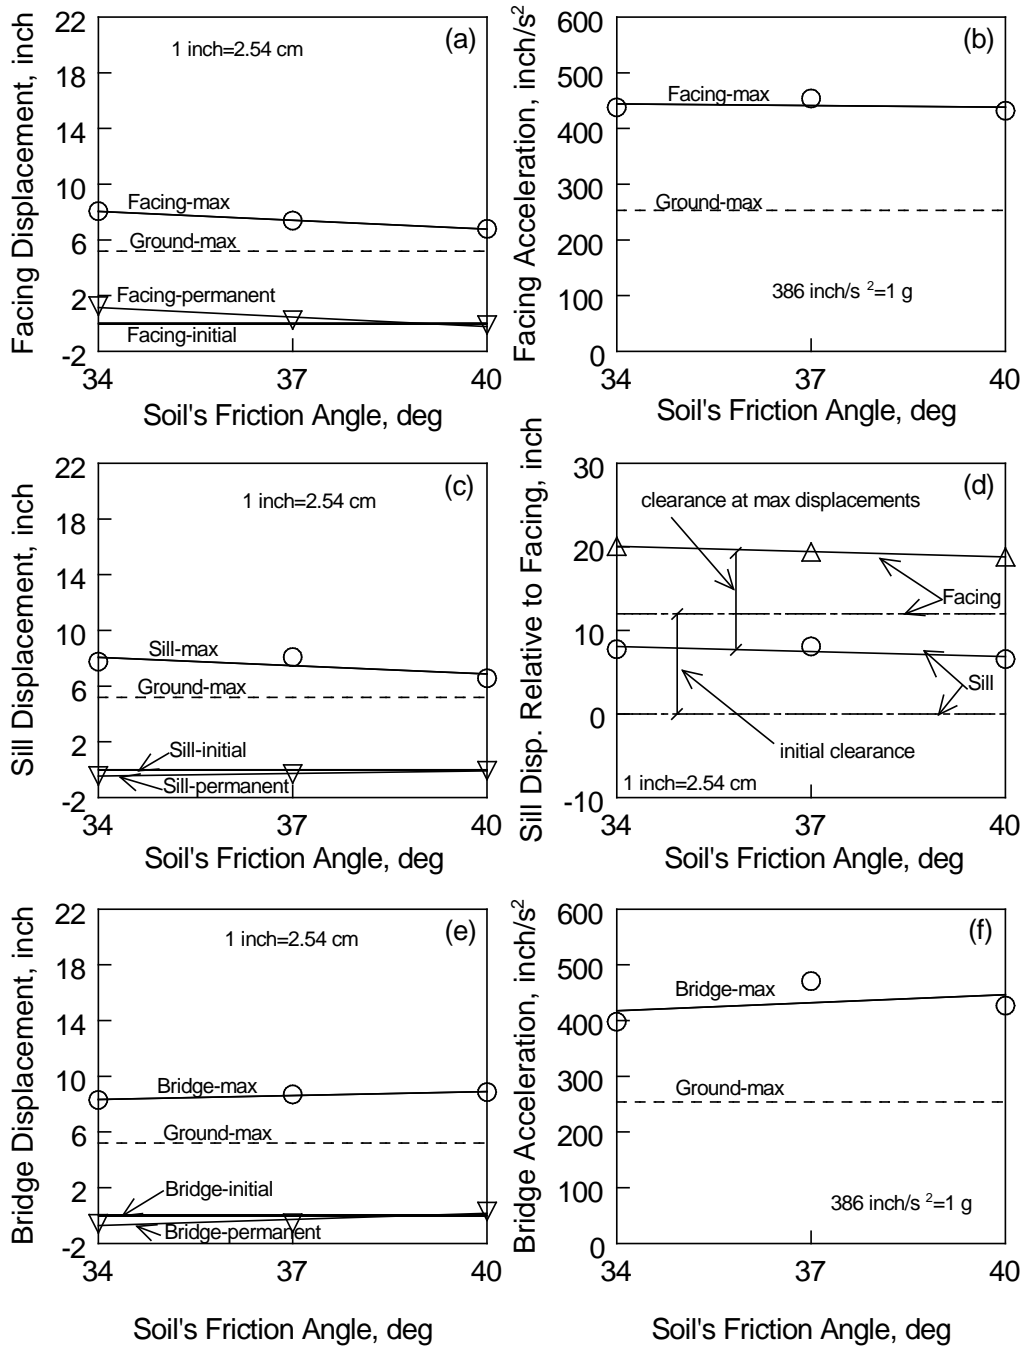 Facing Displacement, inch
22
18
14
10
6
2
-2
(a)
1 inch=2.54 cm
Facing-max
Ground-max
Facing-permanent
Facing-initial
34
37
40
Soil's Friction Angle, deg
Facing Acceleration, inch/s²
600
500
400
300
200
100
0
(b)
Facing-max
Ground-max
386 inch/s ²=1 g
34
37
40
Soil's Friction Angle, deg
Sill Displacement, inch
22
18
14
10
6
2
-2
(c)
1 inch=2.54 cm
Sill-max
Ground-max
Sill-initial
Sill-permanent
34
37
40
Soil's Friction Angle, deg
Sill Disp. Relative to Facing, inch
30
20
10
0
-10
(d)
clearance at max displacements
Facing
Sill
initial clearance
1 inch=2.54 cm
34
37
40
Soil's Friction Angle, deg
Bridge Displacement, inch
22
18
14
10
6
2
-2
(e)
1 inch=2.54 cm
Bridge-max
Ground-max
Bridge-initial
Bridge-permanent
34
37
40
Soil's Friction Angle, deg
Bridge Acceleration, inch/s²
600
500
400
300
200
100
0
(f)
Bridge-max
Ground-max
386 inch/s ²=1 g
34
37
40
Soil's Friction Angle, deg